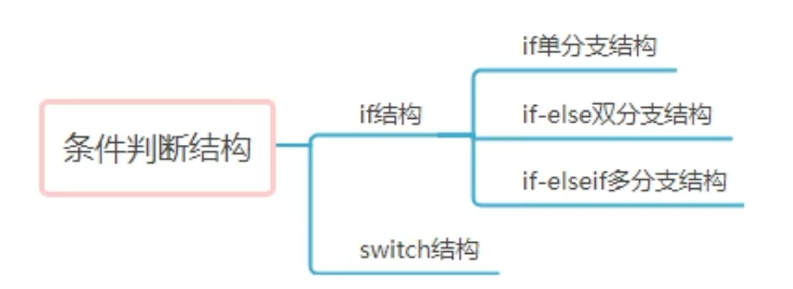 条件判断结构
if结构
if单分支结构
if-else双分支结构
if-elseif多分支结构
switch结构